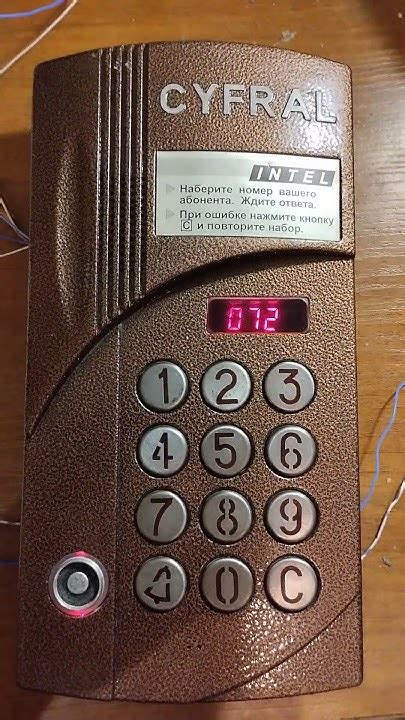 CYFRAL
INTEL
Наберите номер вашего
абонента. Ждите ответа.
При ошибке нажмите кнопку
C и повторите набор.
072
1 2 3
4 5 6
7 8 9
0 C